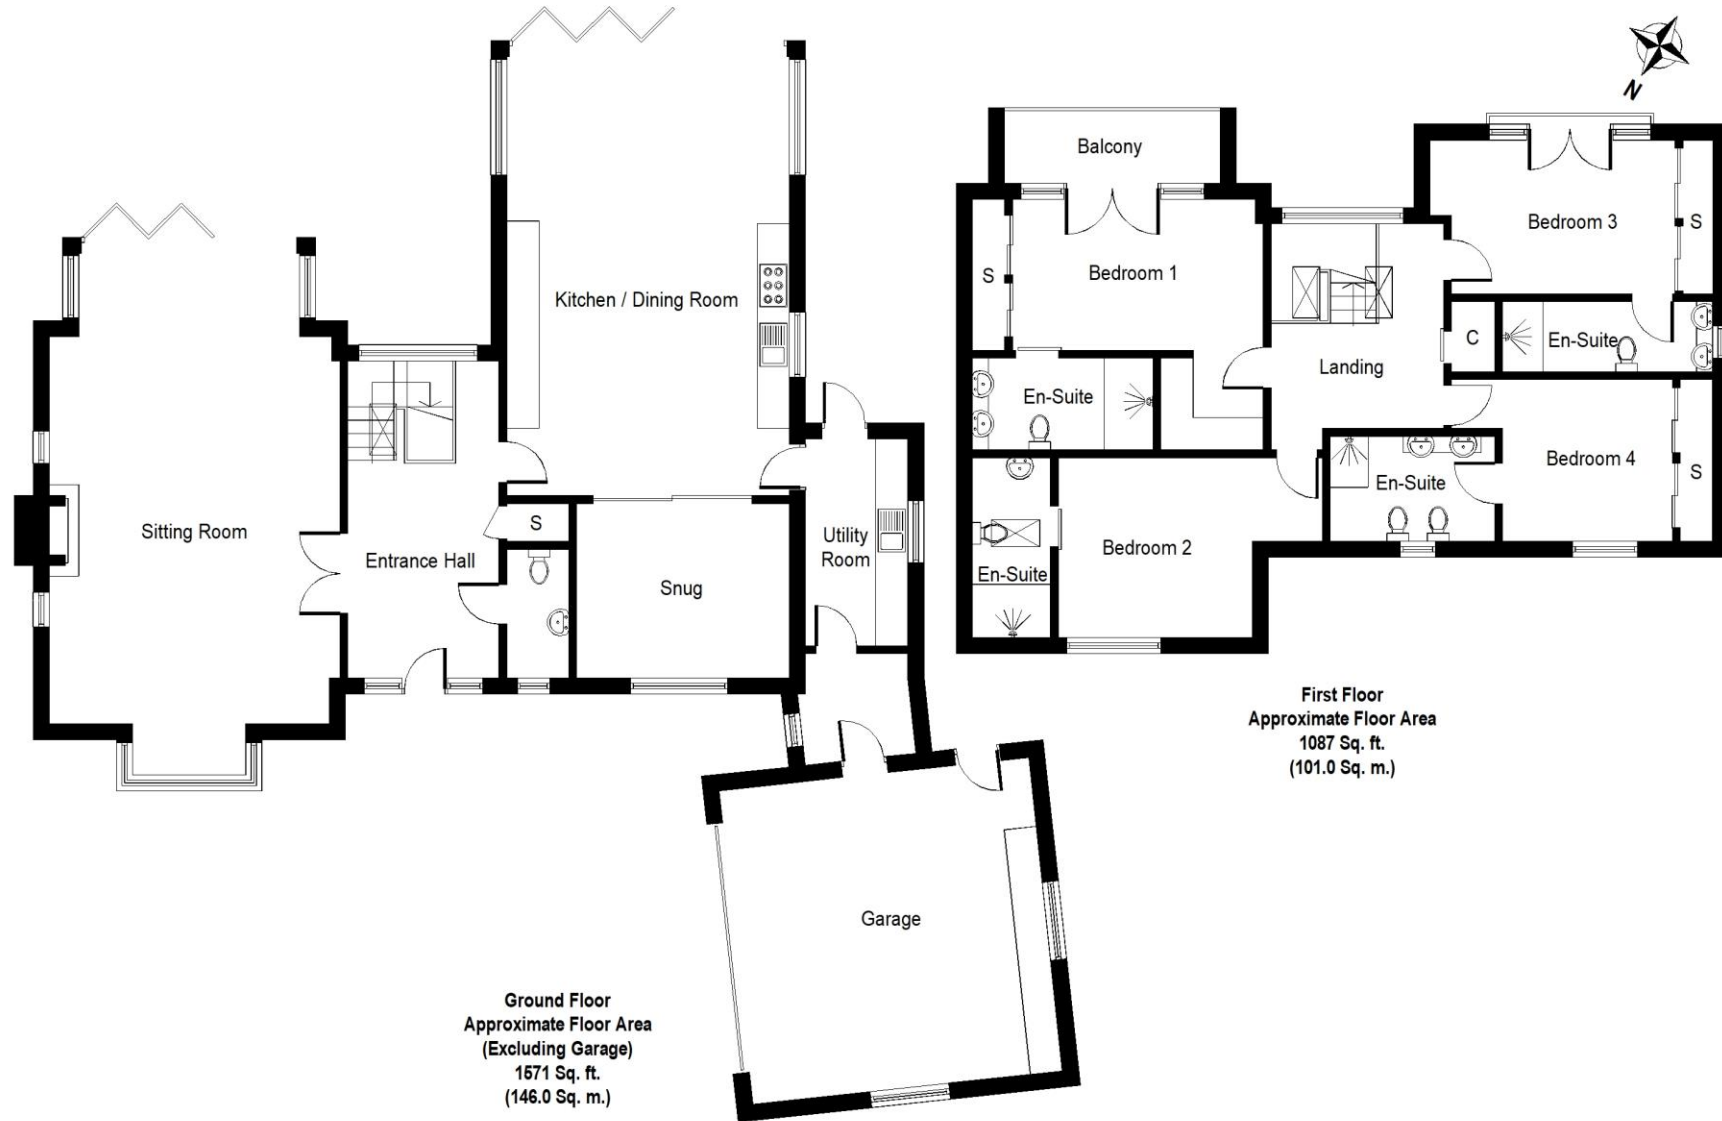 N
Balcony
Bedroom 3
S
Bedroom 1
S
Kitchen / Dining Room
En-Suite
C
Landing
En-Suite
Bedroom 4
S
En-Suite
Sitting Room
S
Utility
Room
Entrance Hall
Snug
Bedroom 2
En-Suite
First Floor
Approximate Floor Area
1087 Sq. ft.
(101.0 Sq. m.)
Garage
Ground Floor
Approximate Floor Area
(Excluding Garage)
1571 Sq. ft.
(146.0 Sq. m.)